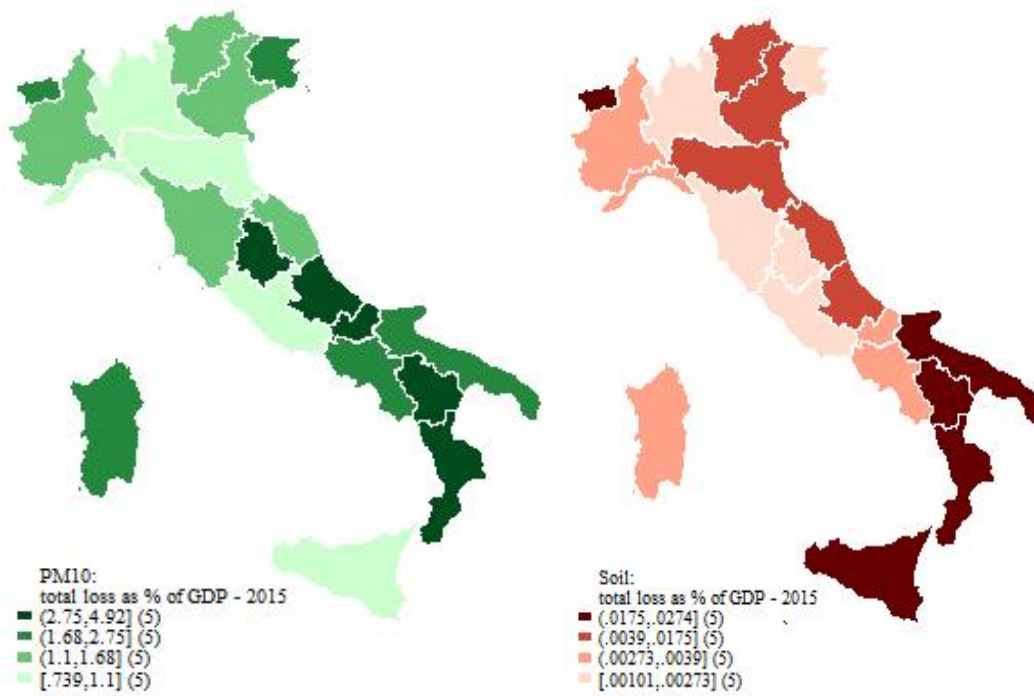 PM10:
total loss as % of GDP - 2015
(2.75,4.92] (5)
(1.68,2.75] (5)
(1.1,1.68] (5)
[.739,1.1] (5)
Soil:
total loss as % of GDP - 2015
(.0175,.0274] (5)
(.0039,.0175] (5)
(.00273,.0039] (5)
[.00101,.00273] (5)